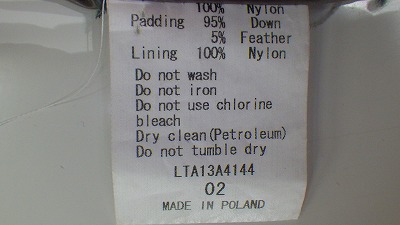 100% Nylon
Padding 95% Down
5% Feather
Lining 100% Nylon
Do not wash
Do not iron
Do not use chlorine
bleach
Dry clean(Petroleum)
Do not tumble dry
LTA13A4144
02
MADE IN POLAND